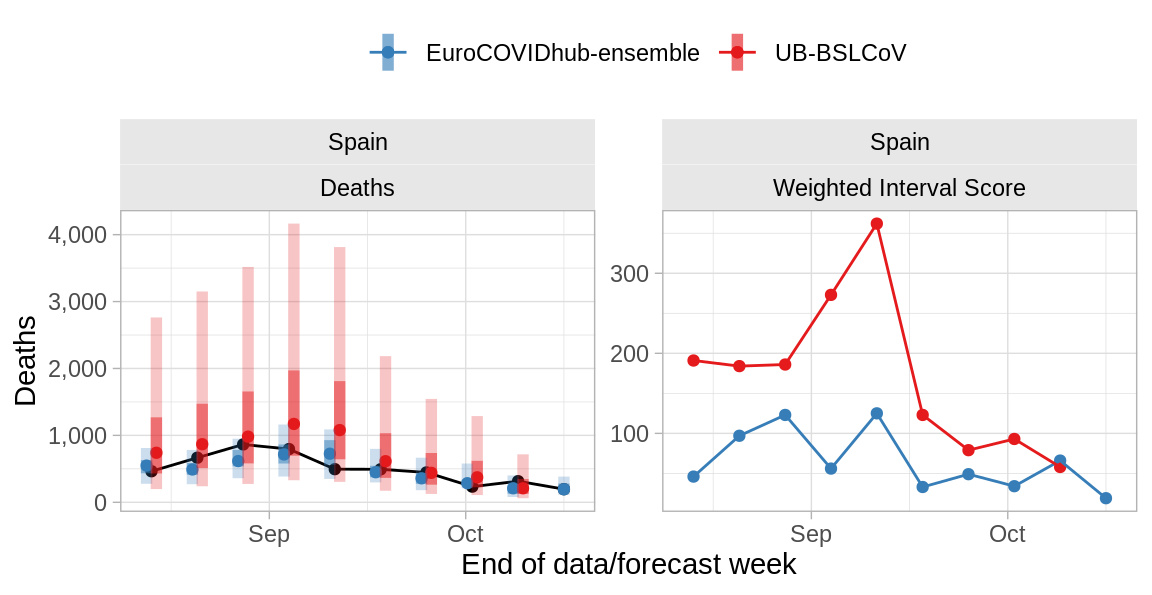 EuroCOVIDhub-ensemble UB-BSLCoV
Spain Spain
Deaths Weighted Interval Score
Deaths
4,000
3,000
2,000
1,000
0
300
200
100
Sep Oct Sep Oct
End of data/forecast week